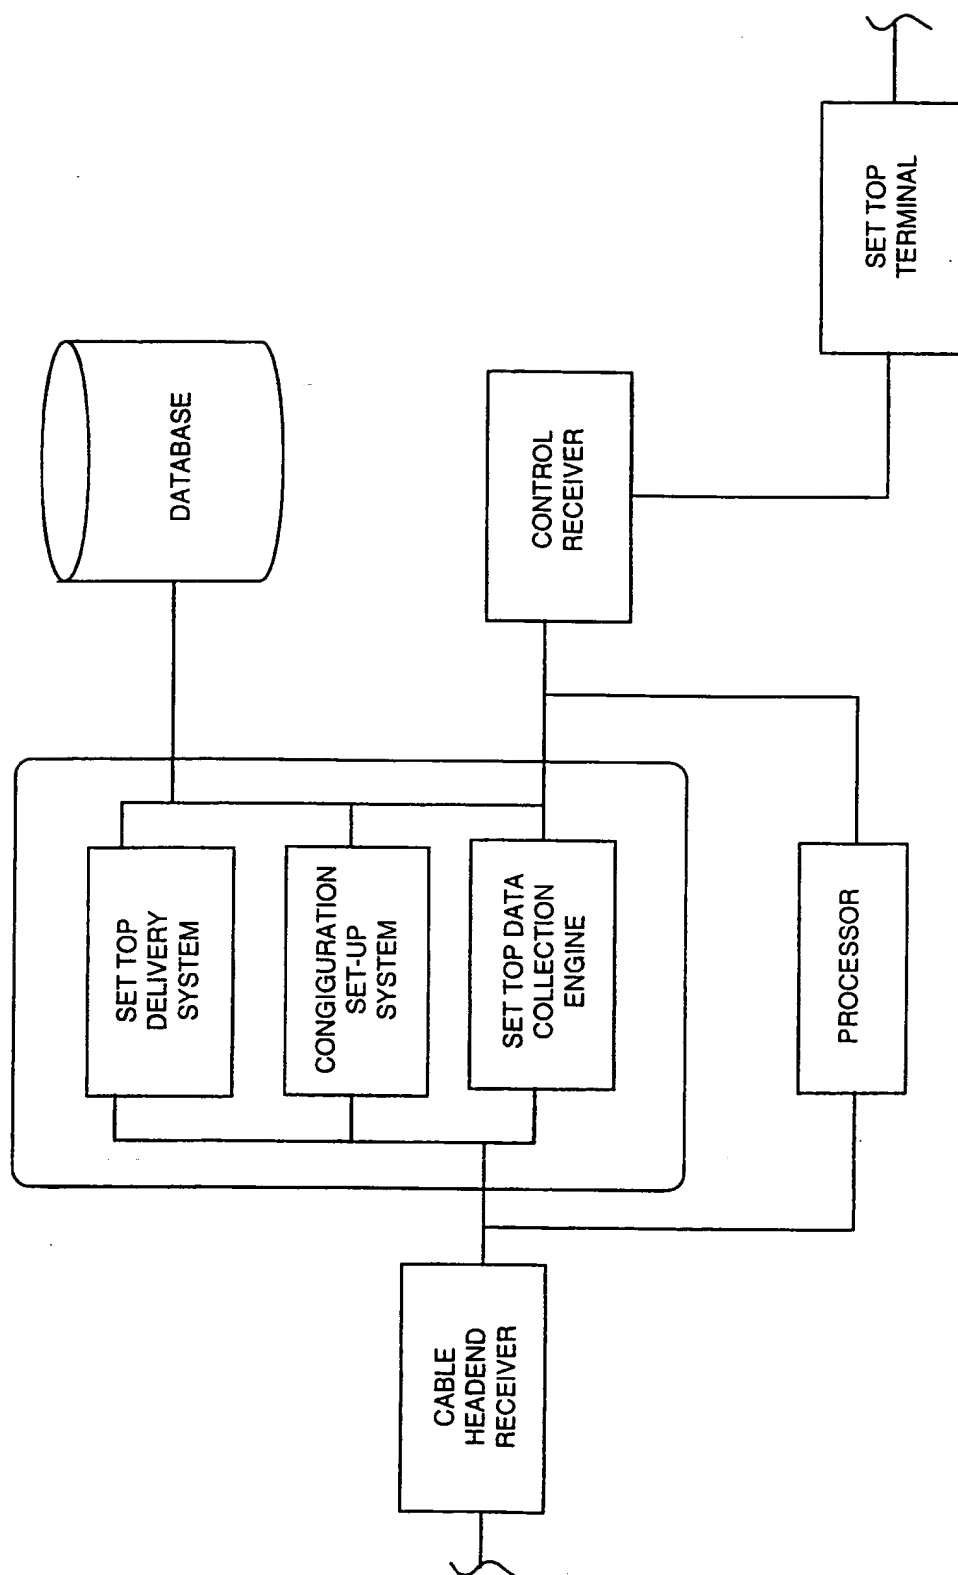 DATABASE
SET TOP
DELIVERY
SYSTEM
CONGIGURATION
SET-UP
SYSTEM
SET TOP DATA
COLLECTION
ENGINE
CABLE
HEADEND
RECEIVER
CONTROL
RECEIVER
PROCESSOR
SET TOP
TERMINAL